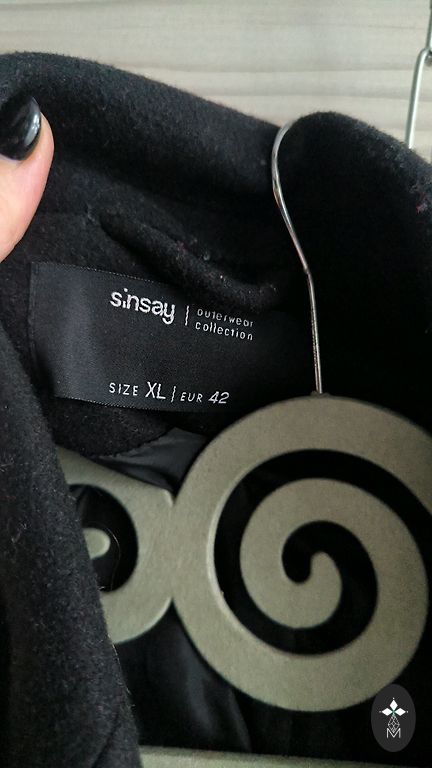 sinsay | outerwear
collection
SIZE XL | EUR 42
M